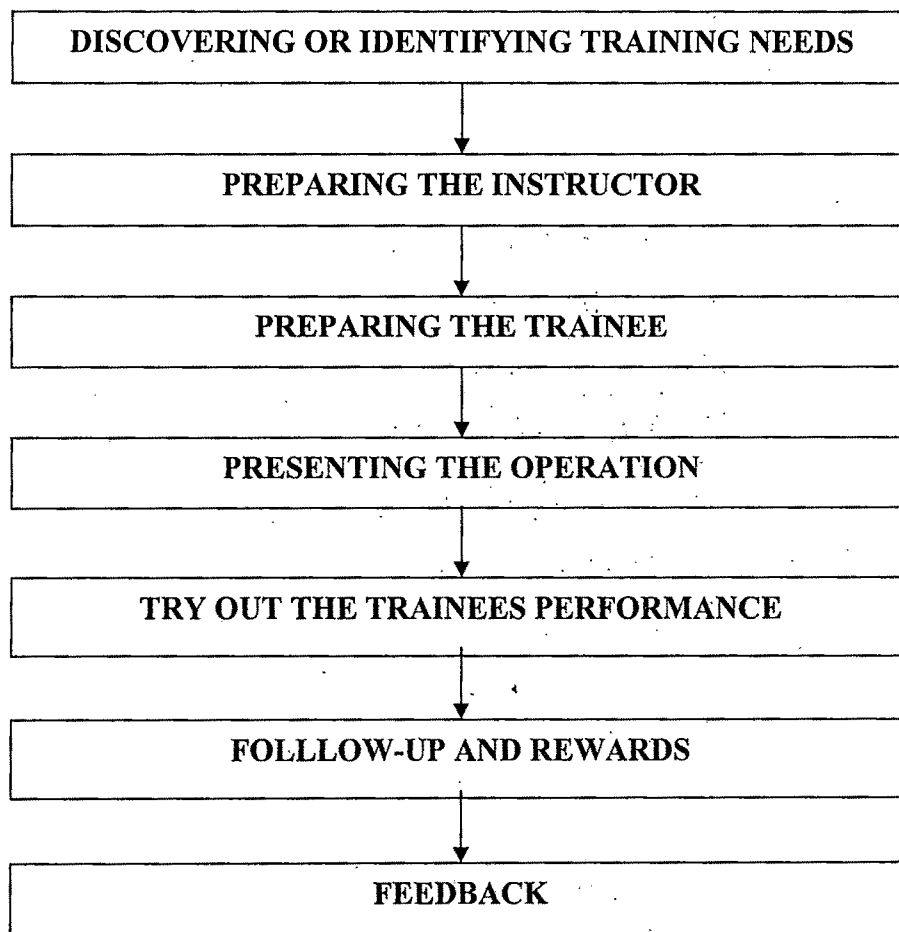 DISCOVERING OR IDENTIFYING TRAINING NEEDS
PREPARING THE INSTRUCTOR
PREPARING THE TRAINEE
PRESENTING THE OPERATION
TRY OUT THE TRAINEES PERFORMANCE
FOLLLOW-UP AND REWARDS
FEEDBACK